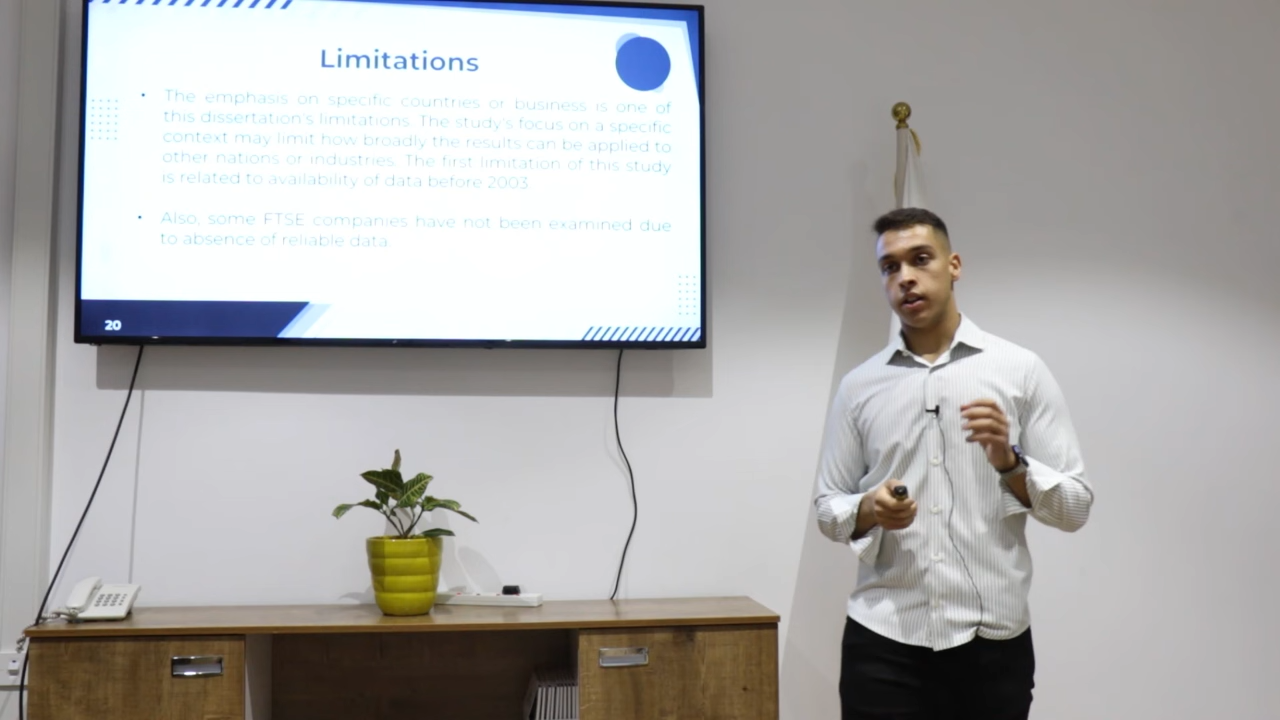 Limitations
• The emphasis on specific countries or business is one of
this dissertation's limitations. The study's focus on a specific
context may limit how broadly the results can be applied to
other nations or industries. The first limitation of this study
is related to availability of data before 2003.
• Also, some FTSE companies have not been examined due
to absence of reliable data.
20